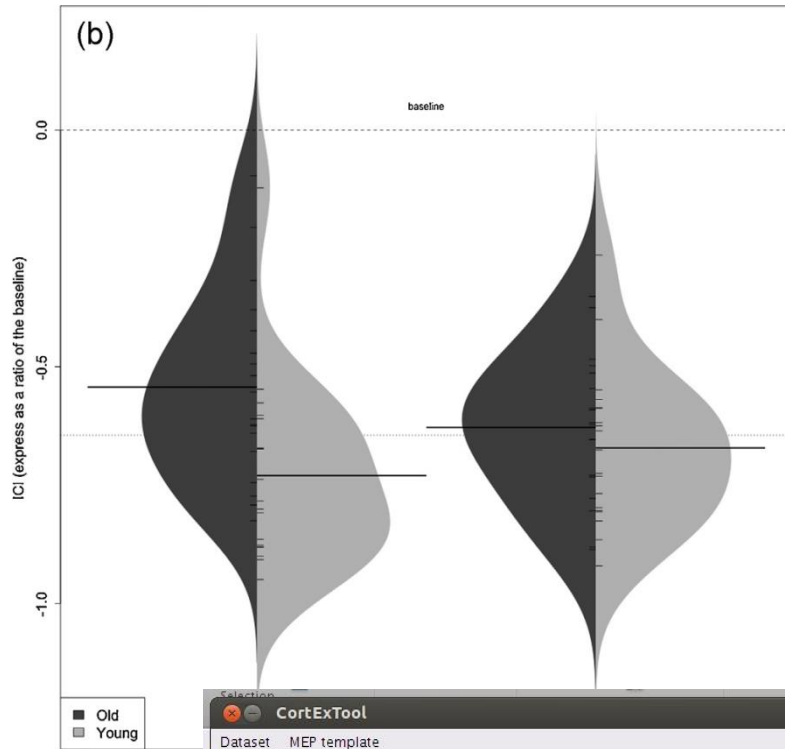 (b)
baseline
0.0
-0.5
-1.0
ICI (express as a ratio of the baseline)
Old
Young
Selection
CortExTool
Dataset MEP template